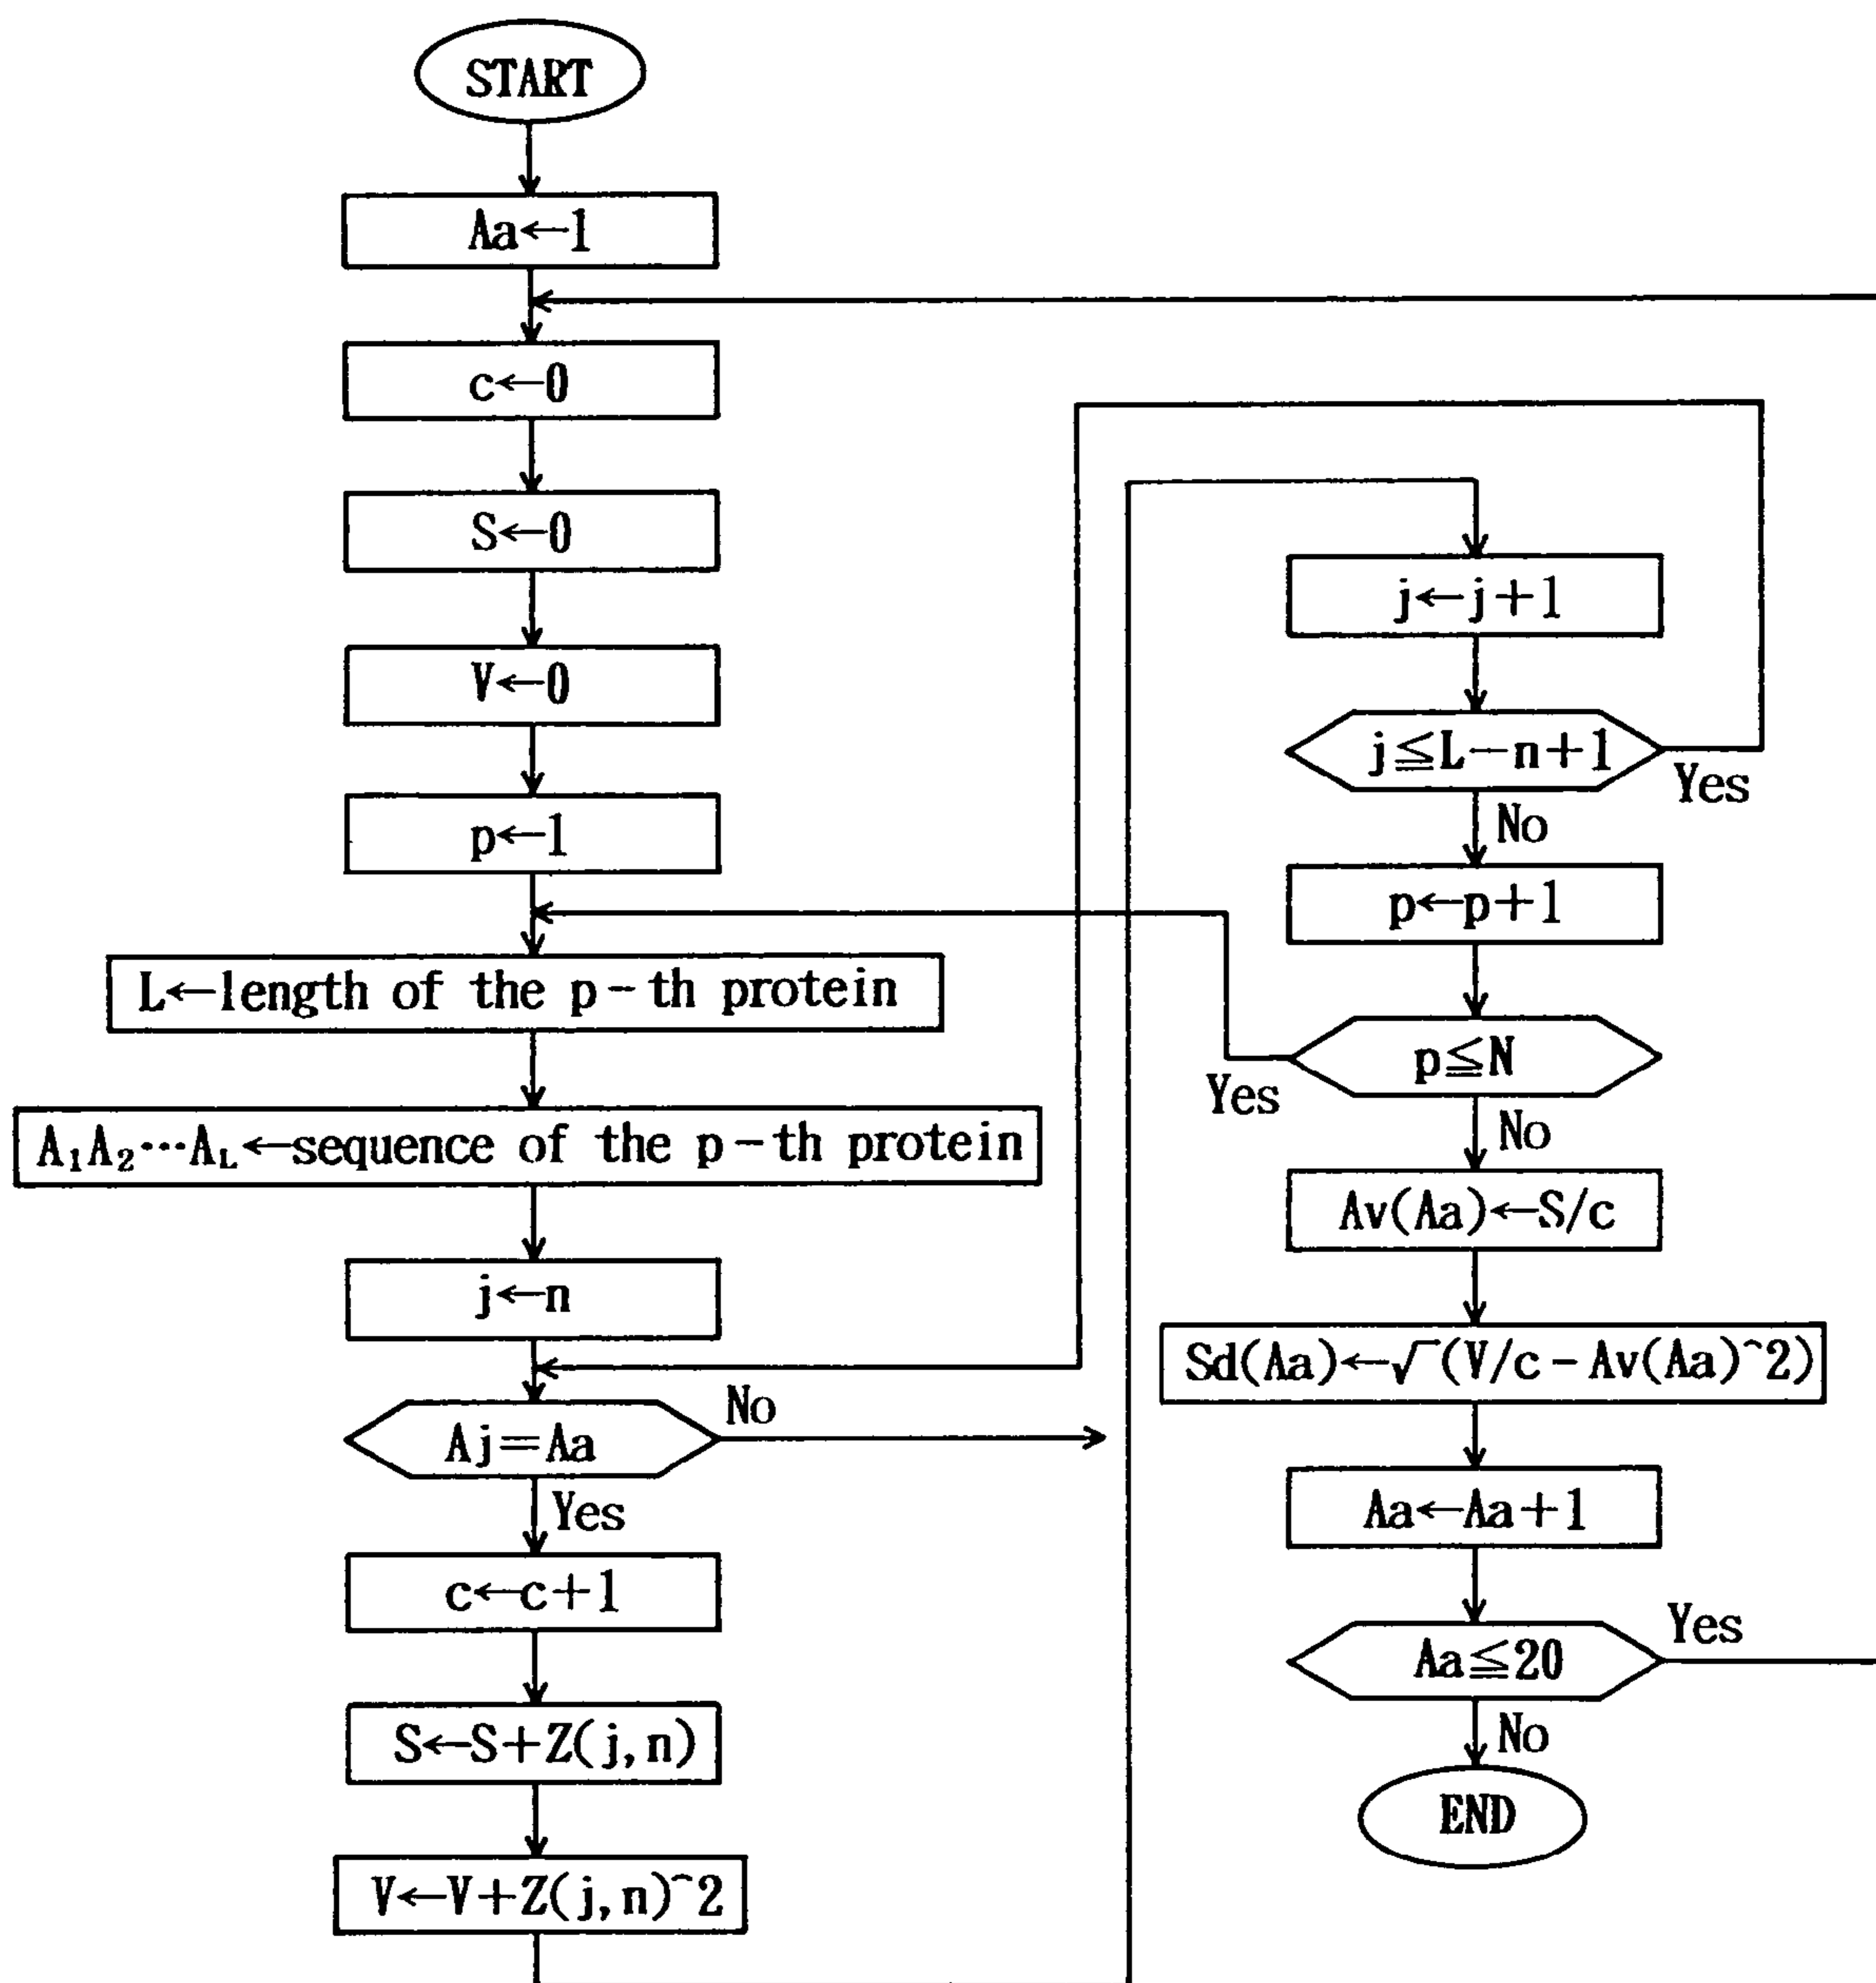 START
Aa←1
c←0
S←0
V←0
p←1
L←length of the p-th protein
A₁A₂···A_L←sequence of the p-th protein
j←n
Aj=Aa
No
Yes
c←c+1
S←S+Z(j,n)
V←V+Z(j,n)^2
j←j+1
j≦L-n+1
Yes
No
p←p+1
p≦N
Yes
No
Av(Aa)←S/c
Sd(Aa)←√(V/c-Av(Aa)^2)
Aa←Aa+1
Aa≦20
Yes
No
END